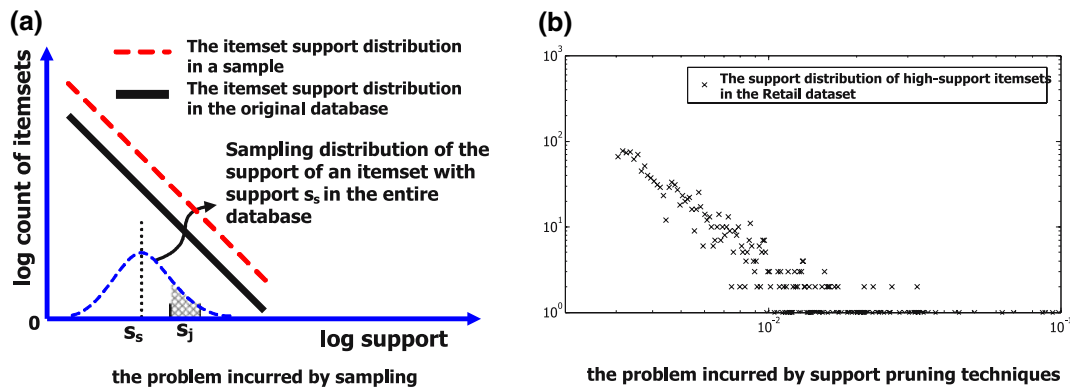 (a)
The itemset support distribution
in a sample
The itemset support distribution
in the original database
Sampling distribution of the
support of an itemset with
support ss in the entire
database
log count of itemsets
0
ss
sj
log support
the problem incurred by sampling
(b)
10^3
10^2
10^1
10^0
The support distribution of high-support itemsets
in the Retail dataset
10^-2
10^-1
the problem incurred by support pruning techniques